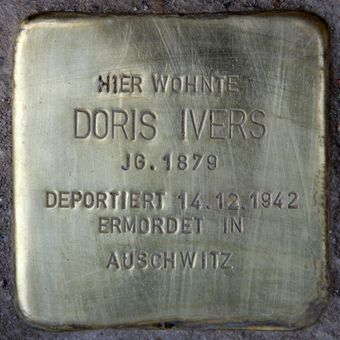 HIER WOHNTE
DORIS IVERS
JG. 1879
DEPORTIERT 14.12.1942
ERMORDET IN
AUSCHWITZ